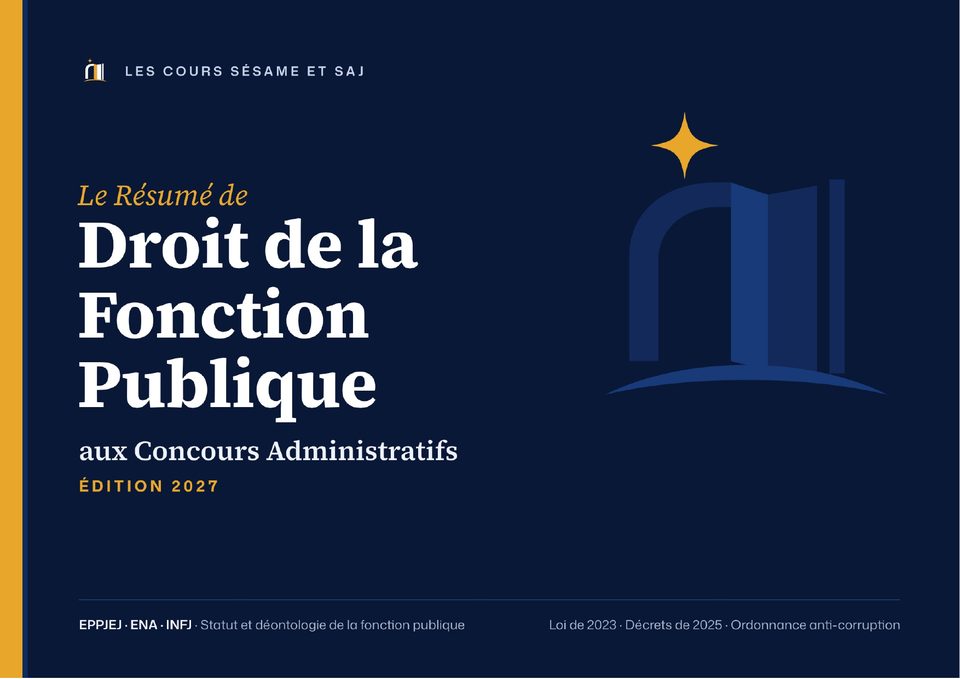 LES COURS SÉSAME ET SAJ
Le Résumé de
Droit de la
Fonction
Publique
aux Concours Administratifs
ÉDITION 2027
EPPJEJ · ENA · INFJ · Statut et déontologie de la fonction publique
Loi de 2023 · Décrets de 2025 · Ordonnance anti-corruption